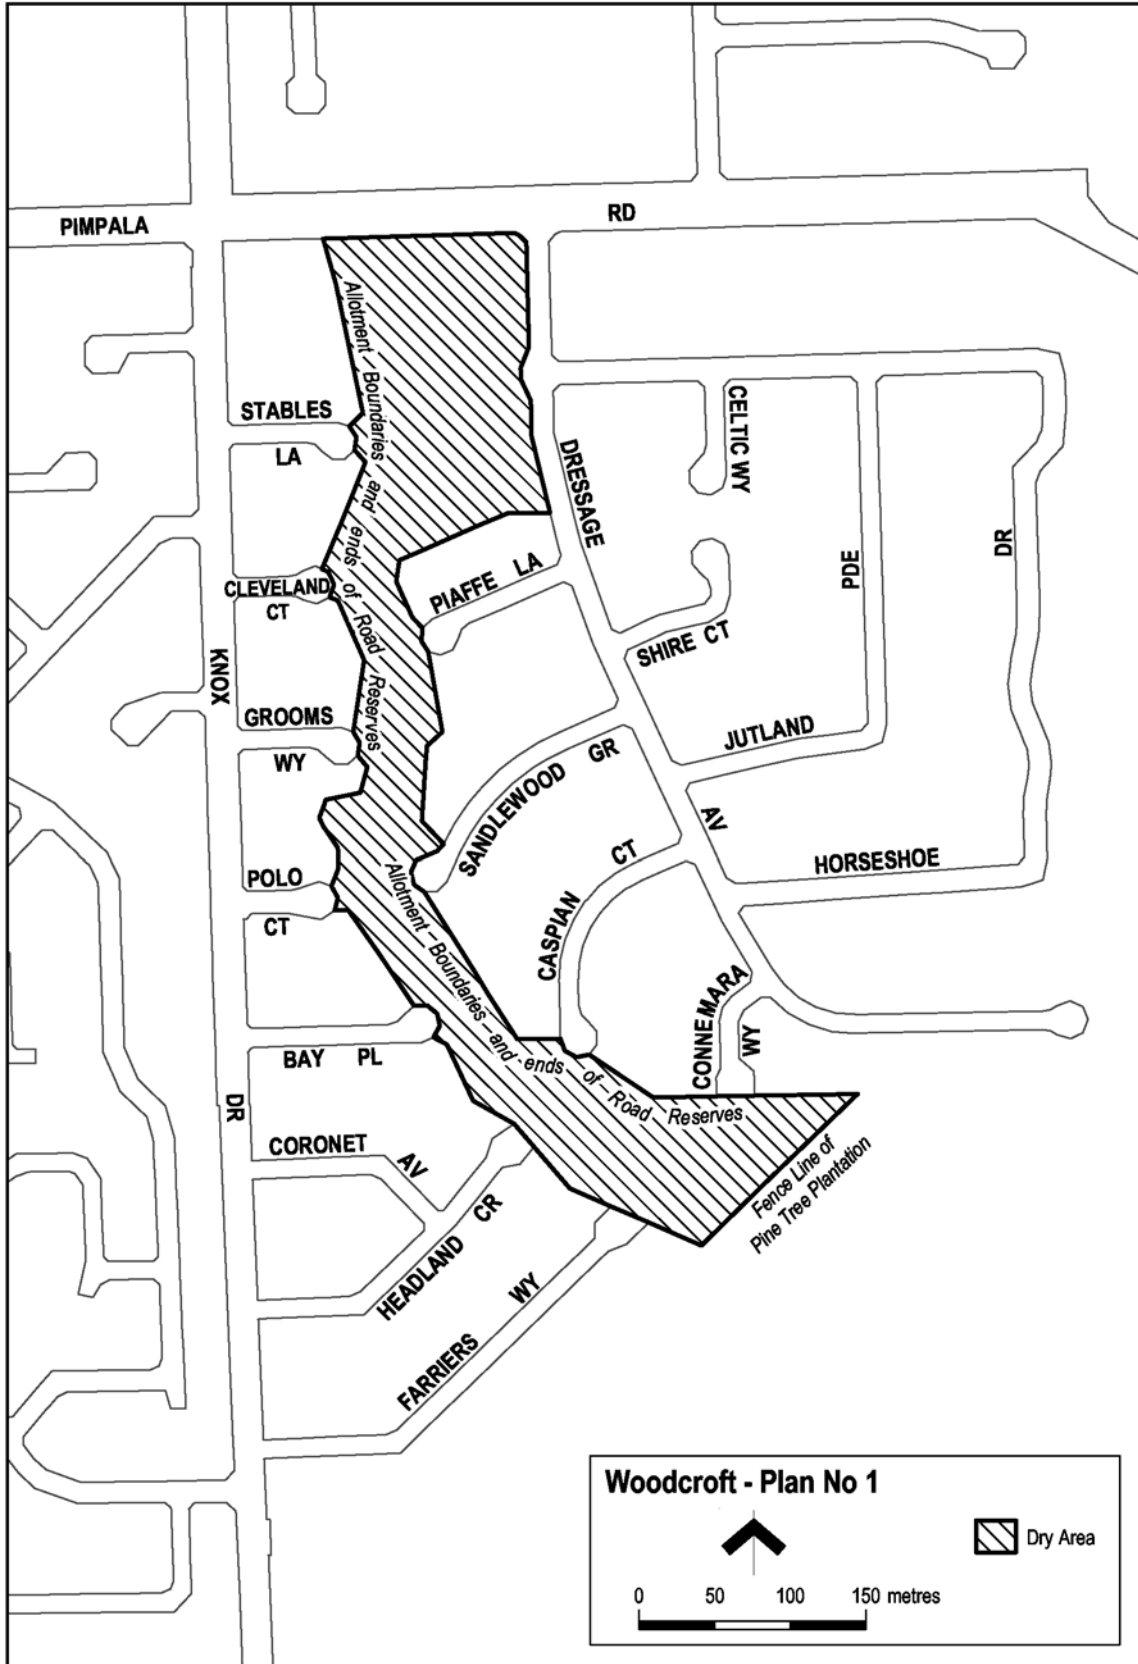 PIMPALA RD
Allotment Boundaries and ends of Road Reserves
STABLES
LA
CELTIC WY
DRESSAGE
CLEVELAND
CT
PIAFFE LA
PDE
DR
SHIRE CT
KNOX
GROOMS
WY
JUTLAND
SANDLEWOOD GR
AV
HORSESHOE
POLO
CT
CASPIAN CT
Allotment Boundaries and ends of Road Reserves
CONNEMARA
WY
BAY PL
DR
CORONET AV
HEADLAND CR
Fence Line of
Pine Tree Plantation
FARRIERS WY
Woodcroft - Plan No 1
Dry Area
0 50 100 150 metres